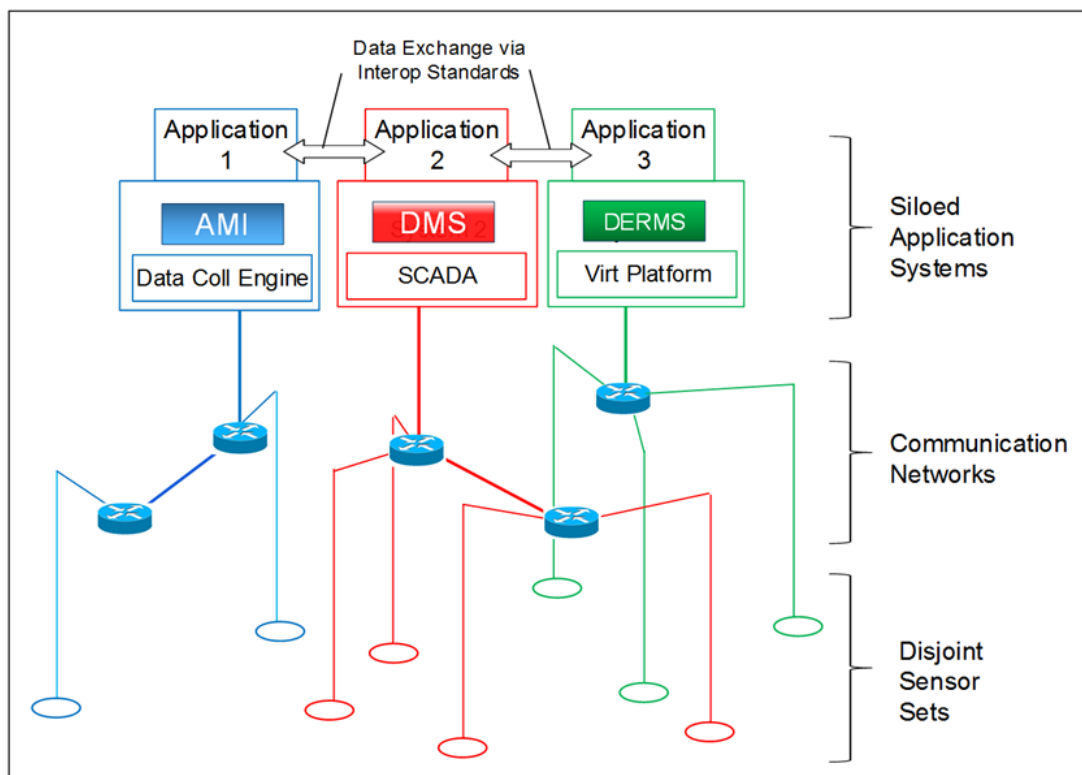 Data Exchange via
Interop Standards
Application
1
Application
2
Application
3
AMI
DMS
DERMS
Data Coll Engine
SCADA
Virt Platform
Siloed
Application
Systems
Communication
Networks
Disjoint
Sensor
Sets